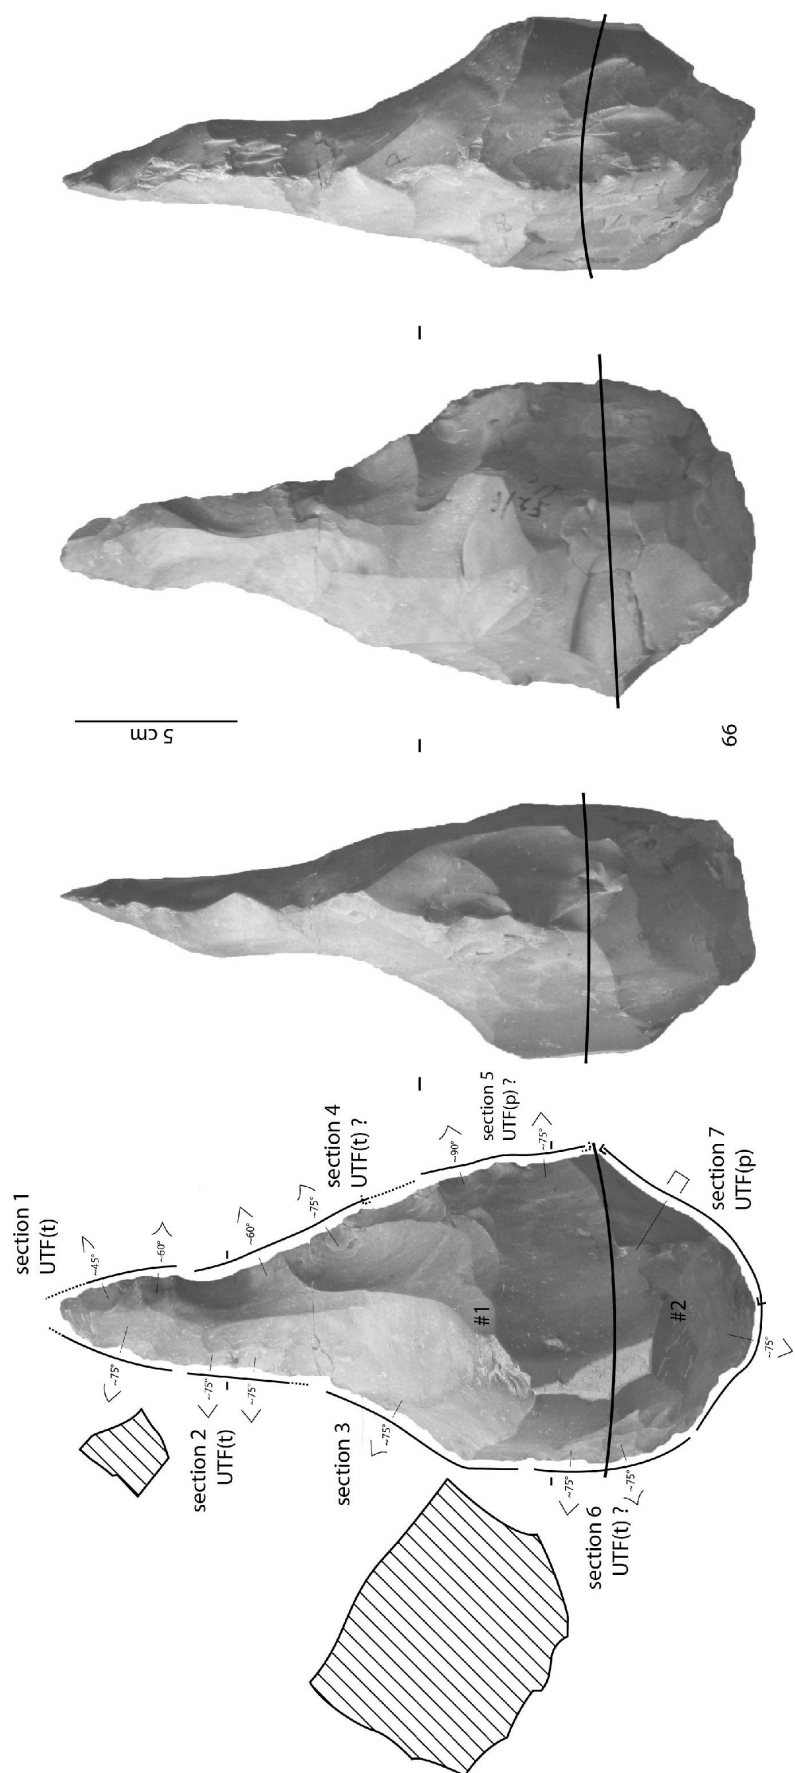 5 cm
66
section 1
UTF(t)
~45°
~60°
~75°
section 2
UTF(t)
~75°
~75°
section 3
~75°
section 4
UTF(t) ?
~60°
~75°
section 5
UTF(p) ?
~90°
~75°
section 6
UTF(t) ?
~75°
~75°
section 7
UTF(p)
~75°
#1
#2